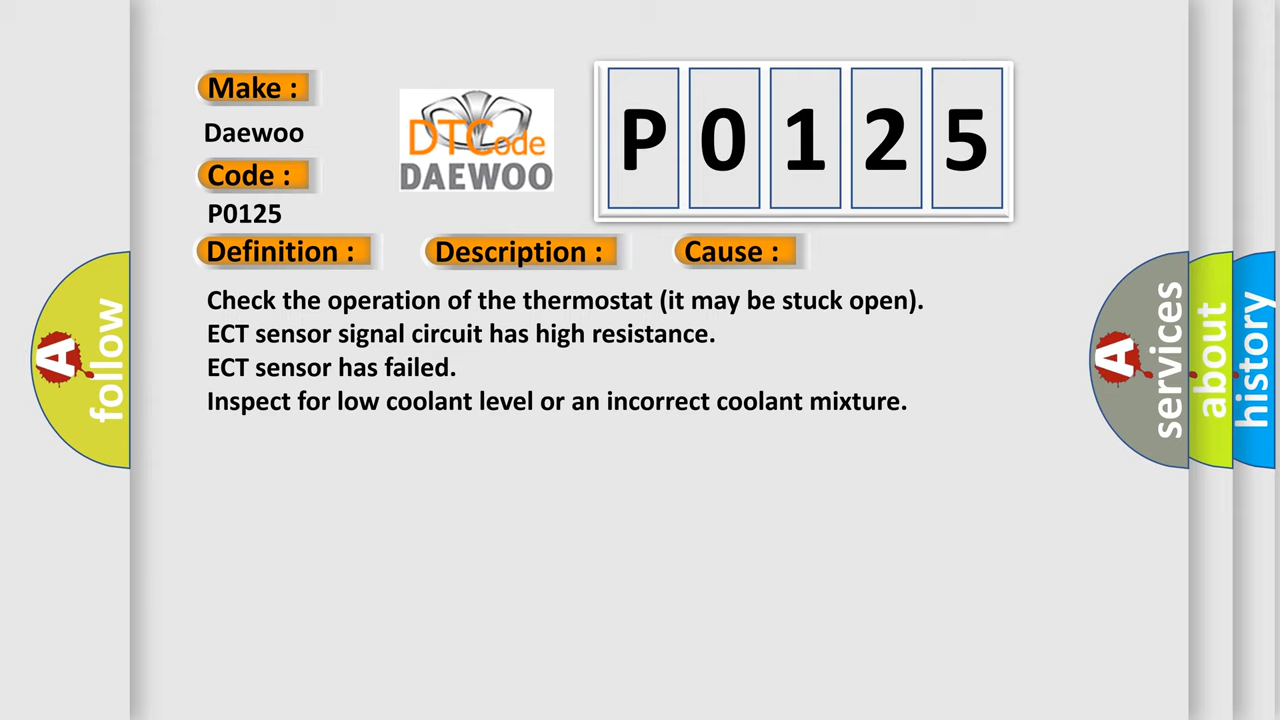 Make :
Daewoo
Code :
P0125
DTCode
DAEWOO
P0125
Definition :
Description :
Cause :
Check the operation of the thermostat (it may be stuck open).
ECT sensor signal circuit has high resistance.
ECT sensor has failed.
Inspect for low coolant level or an incorrect coolant mixture.
A
follow
A
services
about
history